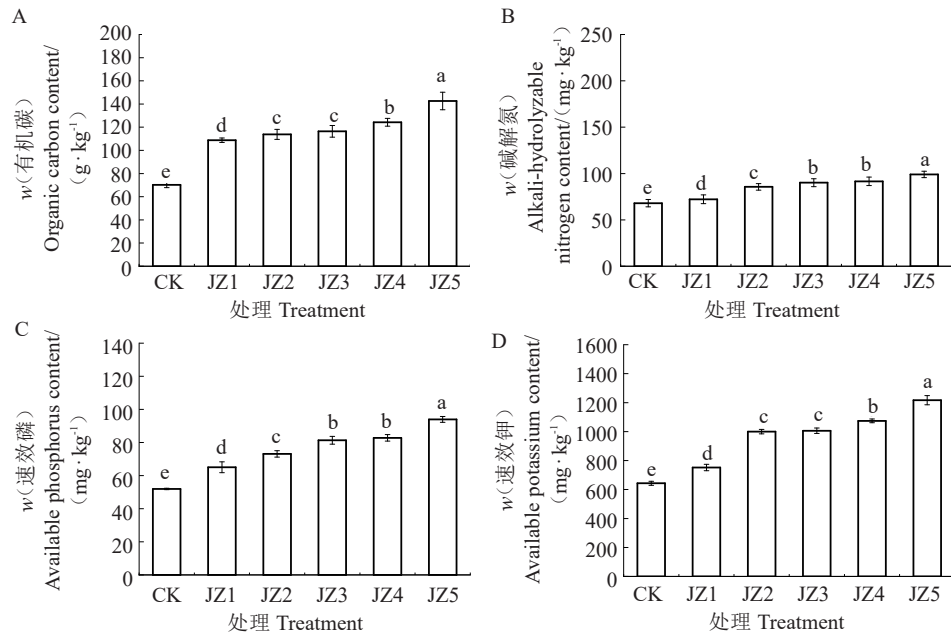 A
w(有机碳)
Organic carbon content/
(g·kg-1)
200
180
160
140
120
100
80
60
40
20
0
e
d
c
c
b
a
CK JZ1 JZ2 JZ3 JZ4 JZ5
处理 Treatment
B
w(碱解氮)
Alkali-hydrolyzable
nitrogen content/(mg·kg-1)
250
200
150
100
50
0
e
d
c
b
b
a
CK JZ1 JZ2 JZ3 JZ4 JZ5
处理 Treatment
C
w(速效磷)
Available phosphorus content/
(mg·kg-1)
140
120
100
80
60
40
20
0
e
d
c
b
b
a
CK JZ1 JZ2 JZ3 JZ4 JZ5
处理 Treatment
D
w(速效钾)
Available potassium content/
(mg·kg-1)
1600
1400
1200
1000
800
600
400
200
0
e
d
c
c
b
a
CK JZ1 JZ2 JZ3 JZ4 JZ5
处理 Treatment